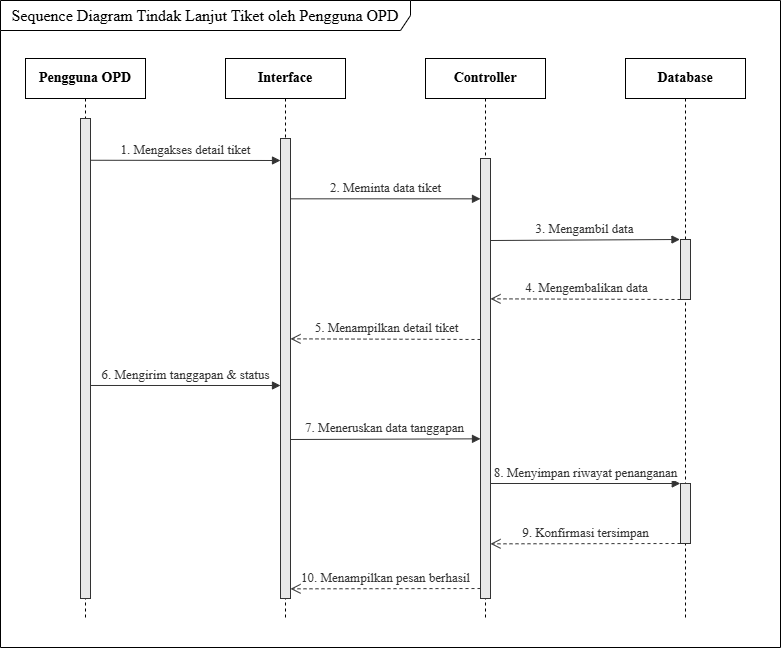 Sequence Diagram Tindak Lanjut Tiket oleh Pengguna OPD
Pengguna OPD
Interface
Controller
Database
1. Mengakses detail tiket
2. Meminta data tiket
3. Mengambil data
4. Mengembalikan data
5. Menampilkan detail tiket
6. Mengirim tanggapan & status
7. Meneruskan data tanggapan
8. Menyimpan riwayat penanganan
9. Konfirmasi tersimpan
10. Menampilkan pesan berhasil